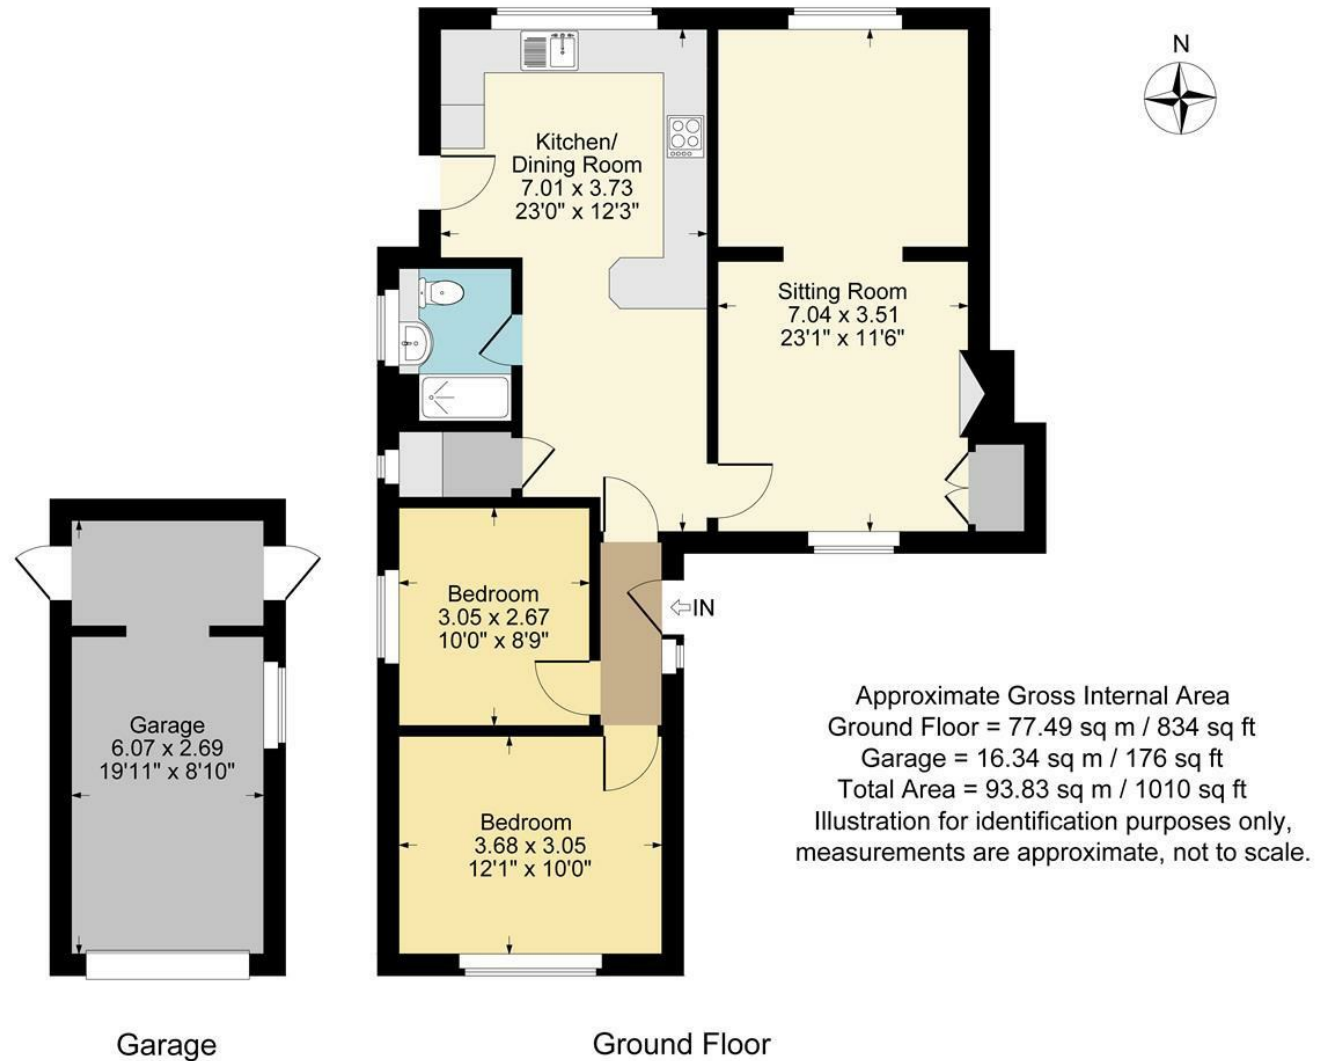 N
Kitchen/
Dining Room
7.01 x 3.73
23'0" x 12'3"
Sitting Room
7.04 x 3.51
23'1" x 11'6"
Bedroom
3.05 x 2.67
10'0" x 8'9"
IN
Garage
6.07 x 2.69
19'11" x 8'10"
Bedroom
3.68 x 3.05
12'1" x 10'0"
Approximate Gross Internal Area
Ground Floor = 77.49 sq m / 834 sq ft
Garage = 16.34 sq m / 176 sq ft
Total Area = 93.83 sq m / 1010 sq ft
Illustration for identification purposes only,
measurements are approximate, not to scale.
Garage
Ground Floor